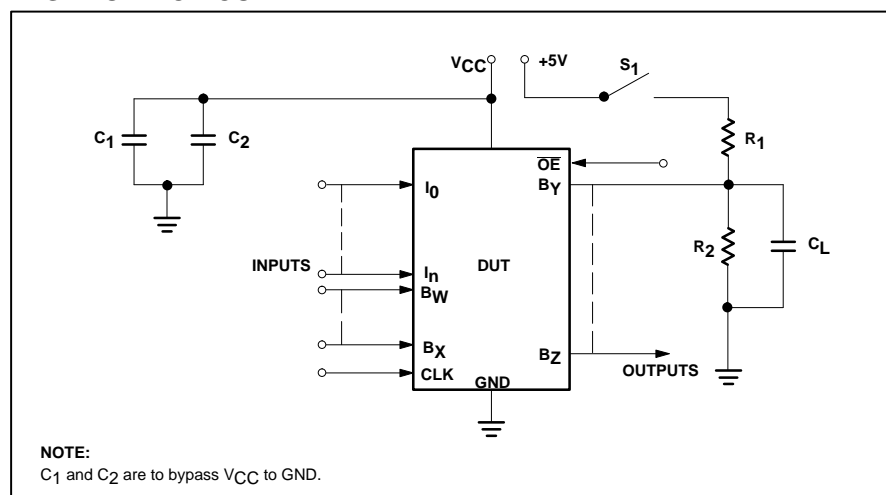 VCC
+5V
S1
C1
C2
R1
OE
BY
I0
R2
CL
INPUTS
In
DUT
BW
BX
BZ
CLK
GND
OUTPUTS
NOTE:
C1 and C2 are to bypass VCC to GND.